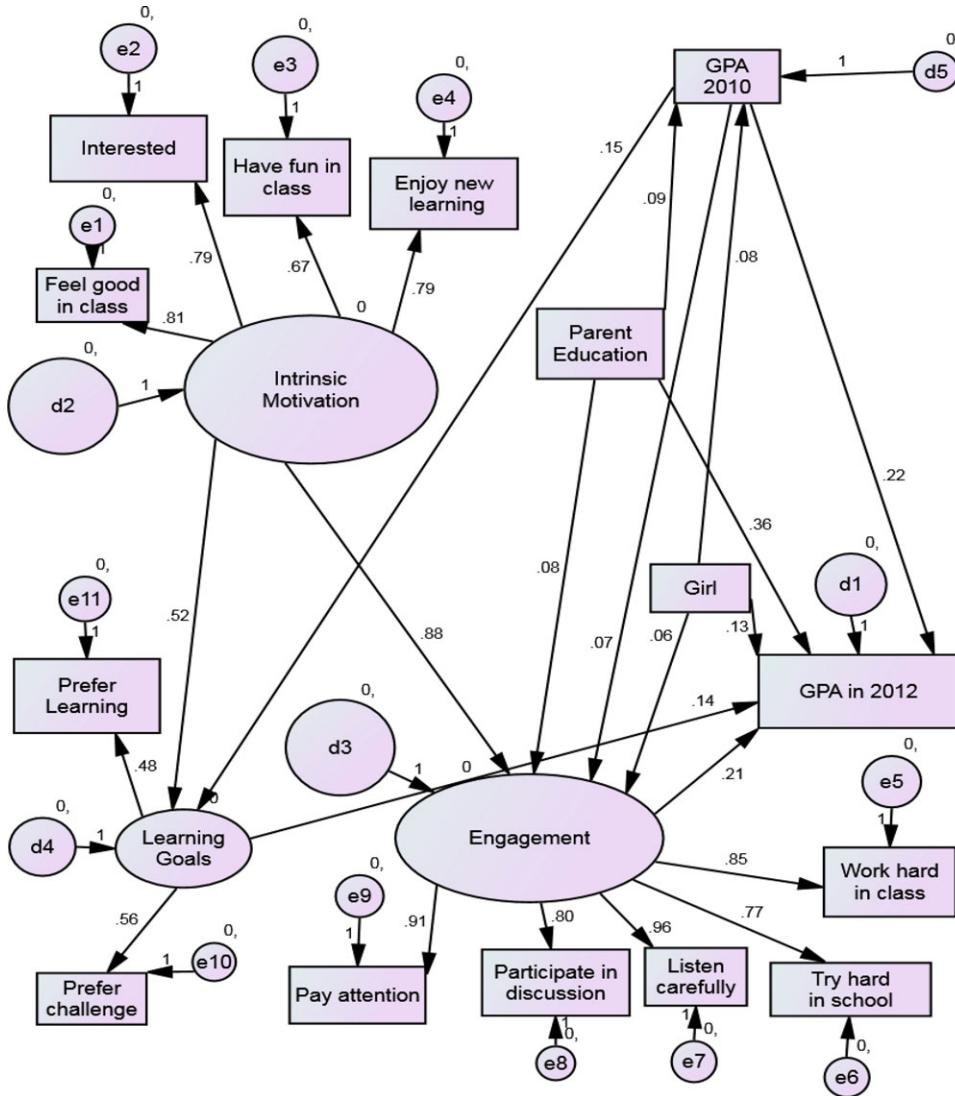 0,
e2
1
Interested
0,
e3
1
Have fun in
class
0,
e4
1
Enjoy new
learning
0,
e1
1
Feel good
in class
.79
.67
.79
.81
0
Intrinsic
Motivation
0,
d2
1
GPA
2010
1
0
d5
.15
.09
.08
Parent
Education
.22
.36
.08
.07
.06
Girl
.13
0,
d1
1
GPA in 2012
.52
.88
0,
e11
1
Prefer
Learning
.48
0,
d3
1
0
.14
.21
0,
d4
1
0
Learning
Goals
Engagement
0,
e5
1
Work hard
in class
.85
.77
.56
0,
e9
1
.91
.80
.96
0,
e10
1
Prefer
challenge
Pay attention
Participate in
discussion
Listen
carefully
Try hard
in school
1
0,
e8
1
0,
e7
0,
e6